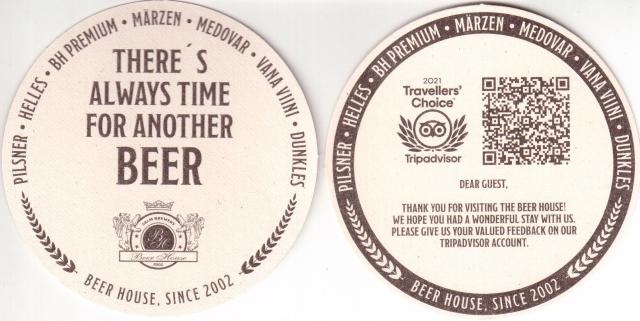 PILSNER • HELLES • BH PREMIUM • MÄRZEN • MEDOVAR • VANA VIINI • DUNKLES
THERE´S
ALWAYS TIME
FOR ANOTHER
BEER
Beer House
2002
BEER HOUSE, SINCE 2002
PILSNER • HELLES • BH PREMIUM • MÄRZEN • MEDOVAR • VANA VIINI • DUNKLES
2021
Travellers'
Choice™
Tripadvisor
DEAR GUEST,
THANK YOU FOR VISITING THE BEER HOUSE!
WE HOPE YOU HAD A WONDERFUL STAY WITH US.
PLEASE GIVE US YOUR VALUED FEEDBACK ON OUR
TRIPADVISOR ACCOUNT.
BEER HOUSE, SINCE 2002